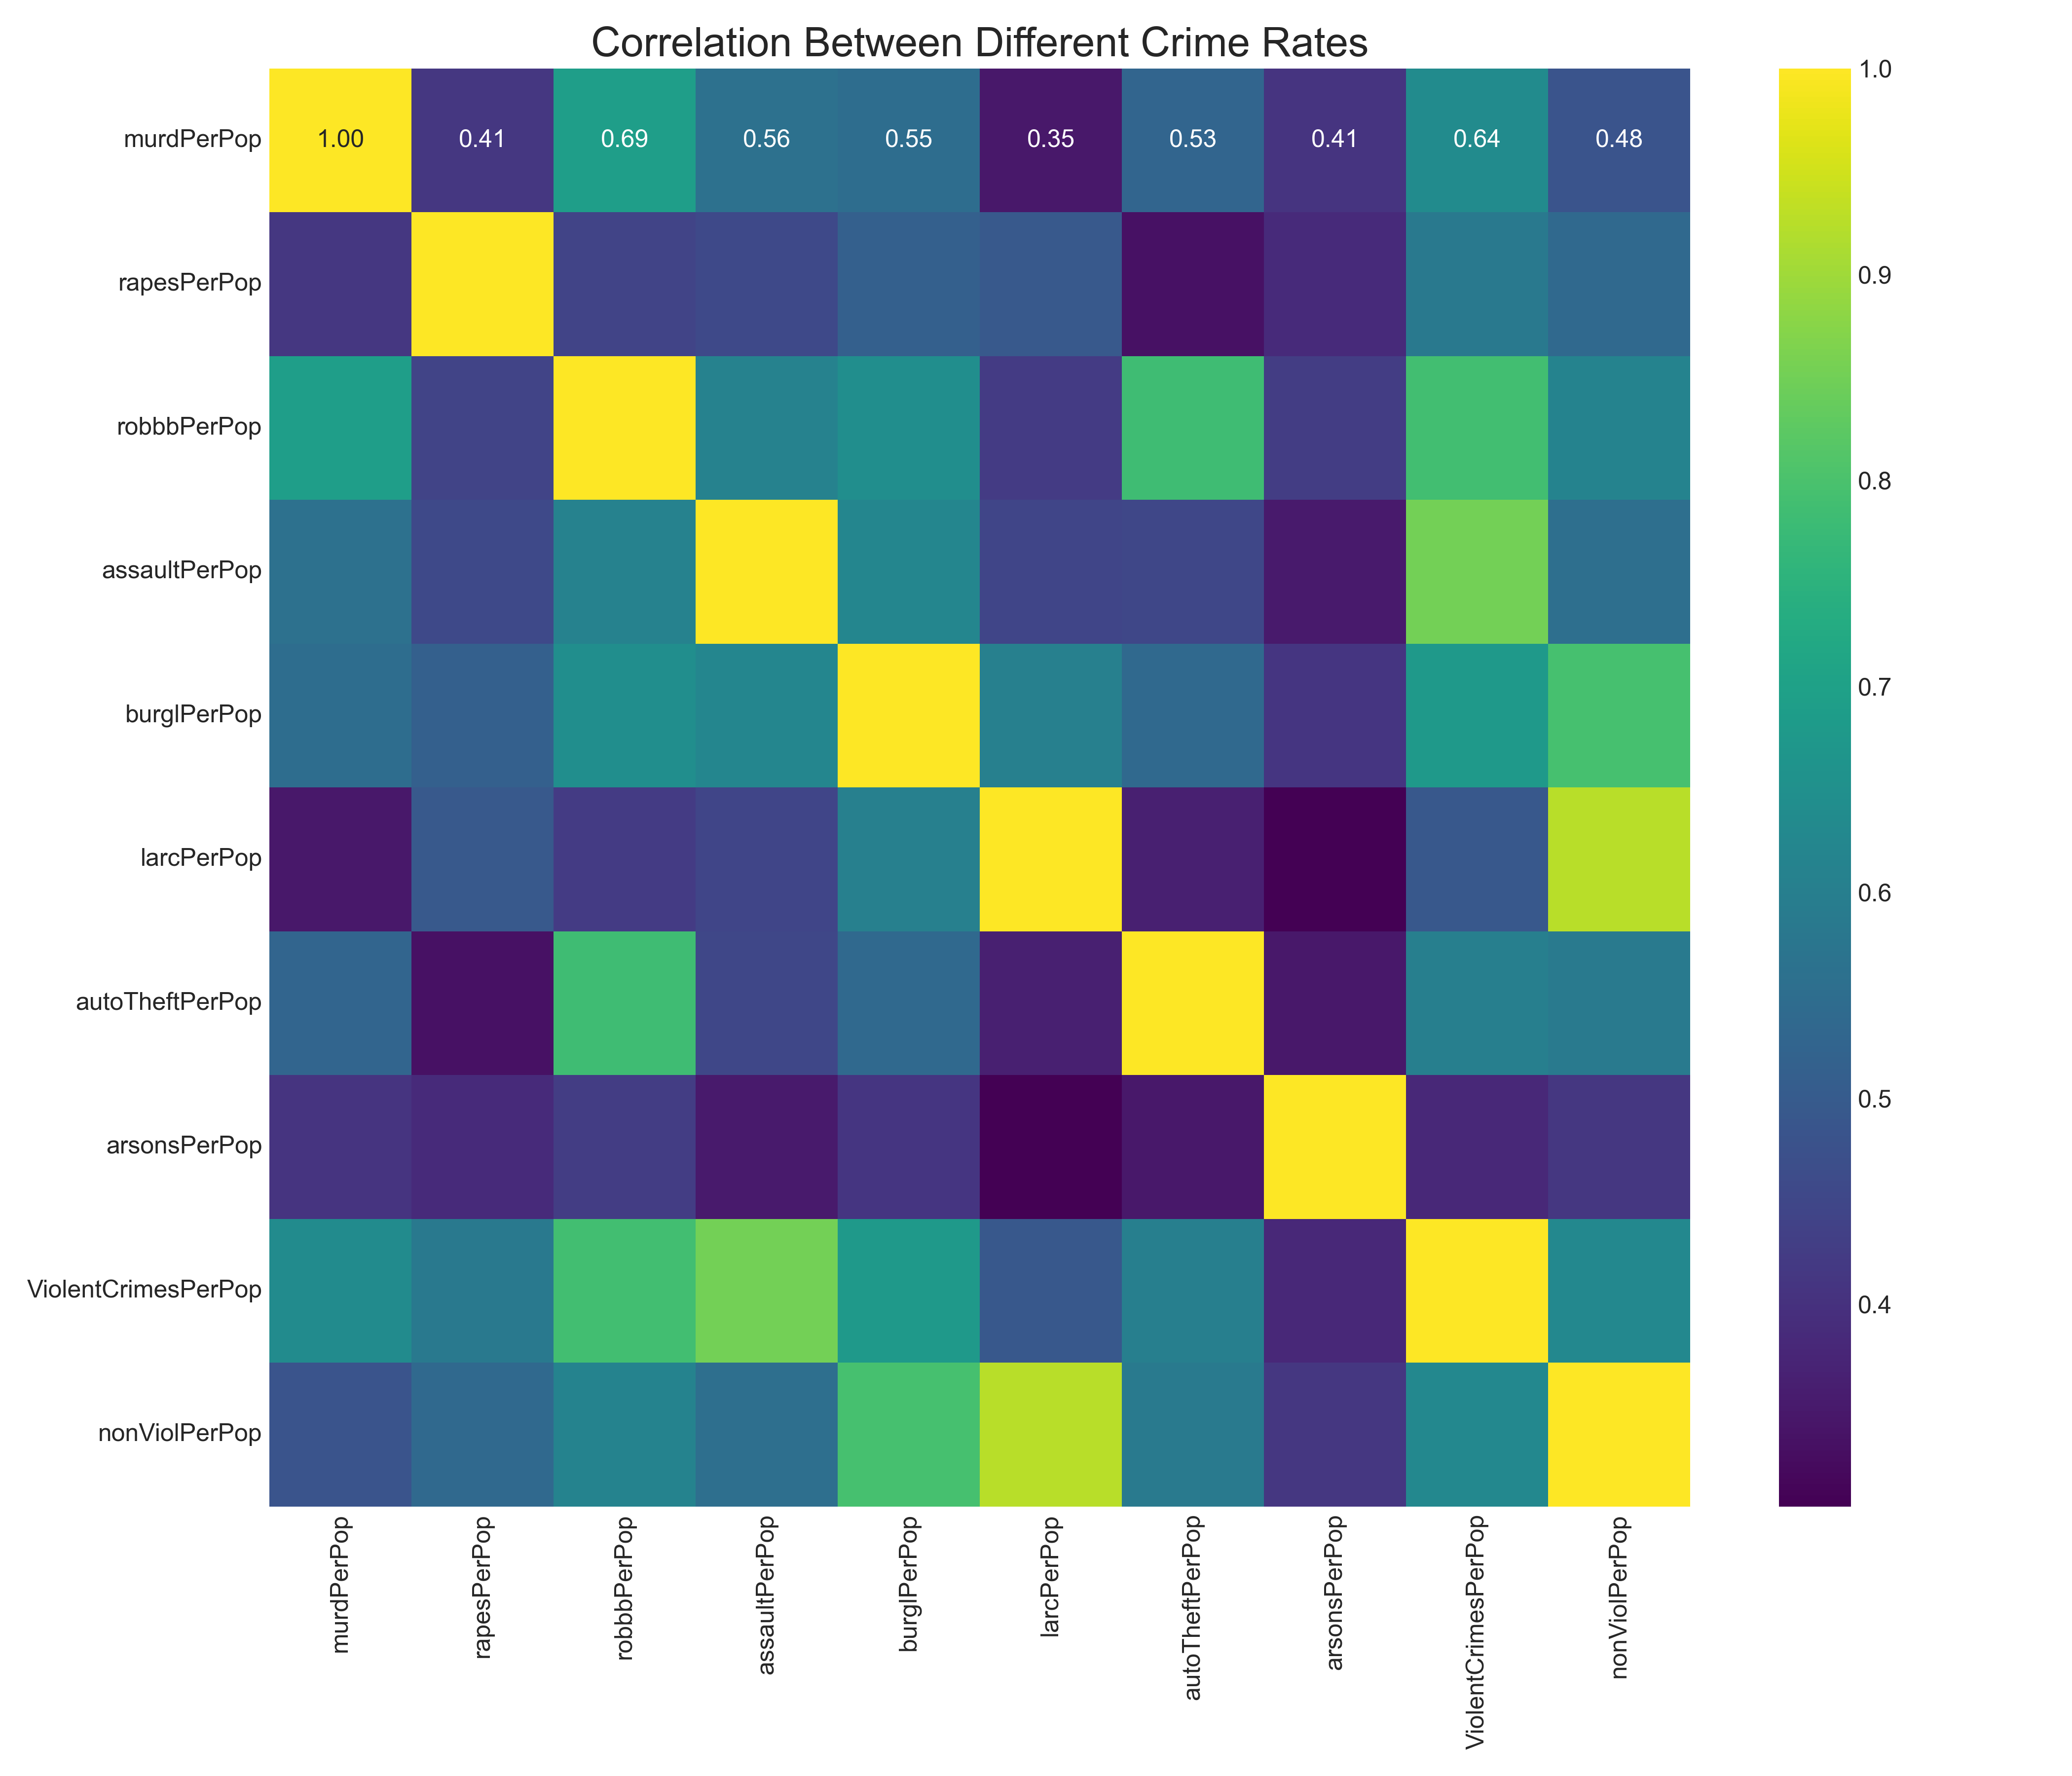 Correlation Between Different Crime Rates
murdPerPop
1.00 0.41 0.69 0.56 0.55 0.35 0.53 0.41 0.64 0.48
rapesPerPop
robbbPerPop
assaultPerPop
burglPerPop
larcPerPop
autoTheftPerPop
arsonsPerPop
ViolentCrimesPerPop
nonViolPerPop
murdPerPop
rapesPerPop
robbbPerPop
assaultPerPop
burglPerPop
larcPerPop
autoTheftPerPop
arsonsPerPop
ViolentCrimesPerPop
nonViolPerPop
1.0
0.9
0.8
0.7
0.6
0.5
0.4